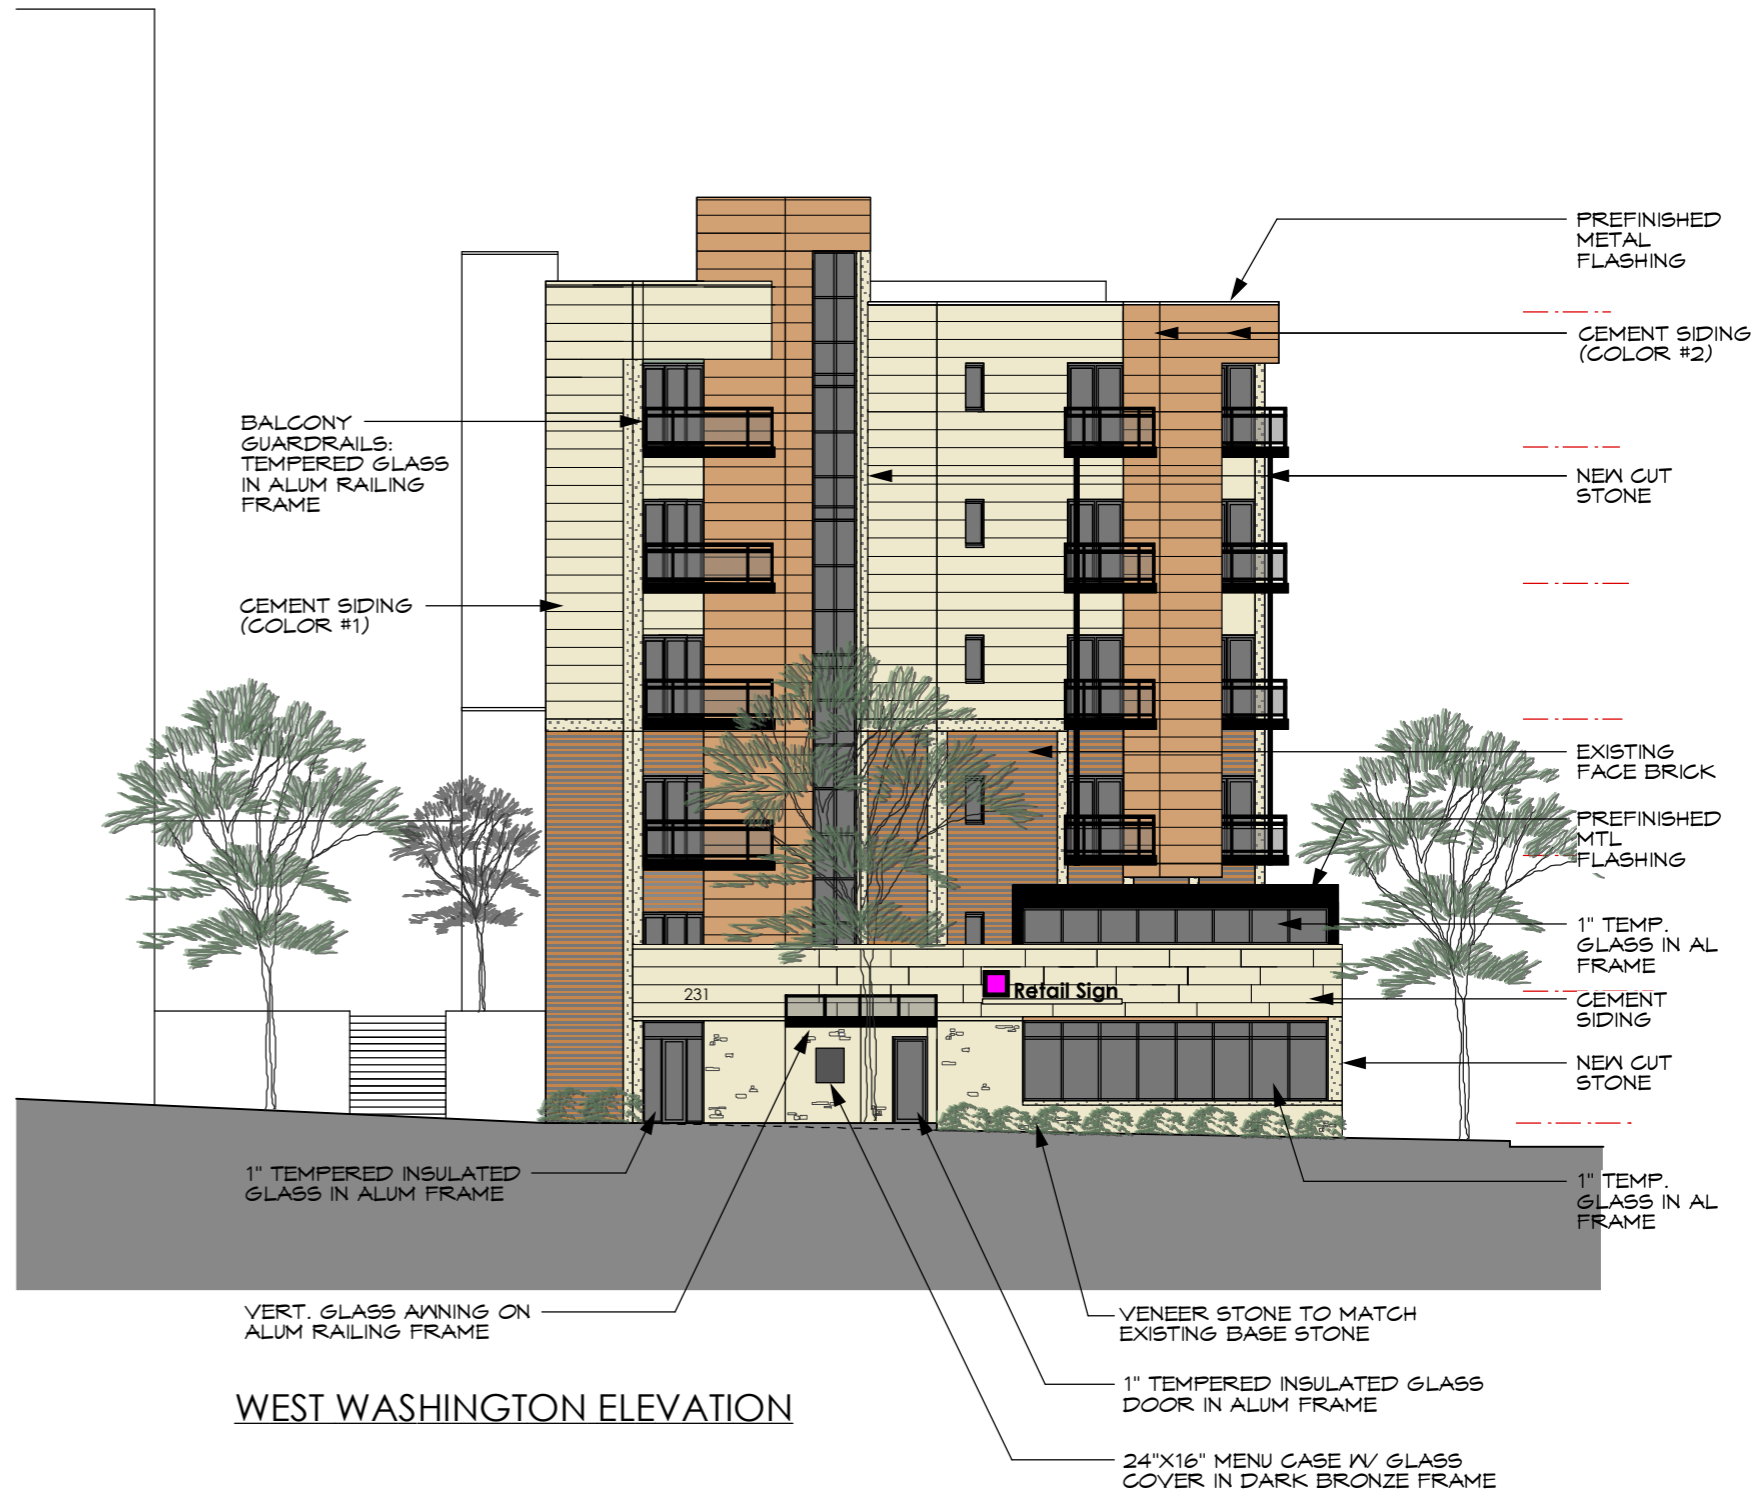 PREFINISHED
METAL
FLASHING
CEMENT SIDING
(COLOR #2)
BALCONY
GUARDRAILS:
TEMPERED GLASS
IN ALUM RAILING
FRAME
NEW CUT
STONE
CEMENT SIDING
(COLOR #1)
EXISTING
FACE BRICK
PREFINISHED
MTL
FLASHING
1" TEMP.
GLASS IN AL
FRAME
231
Retail Sign
CEMENT
SIDING
NEW CUT
STONE
1" TEMPERED INSULATED
GLASS IN ALUM FRAME
1" TEMP.
GLASS IN AL
FRAME
VERT. GLASS AWNING ON
ALUM RAILING FRAME
VENEER STONE TO MATCH
EXISTING BASE STONE
1" TEMPERED INSULATED GLASS
DOOR IN ALUM FRAME
WEST WASHINGTON ELEVATION
24"X16" MENU CASE W/ GLASS
COVER IN DARK BRONZE FRAME